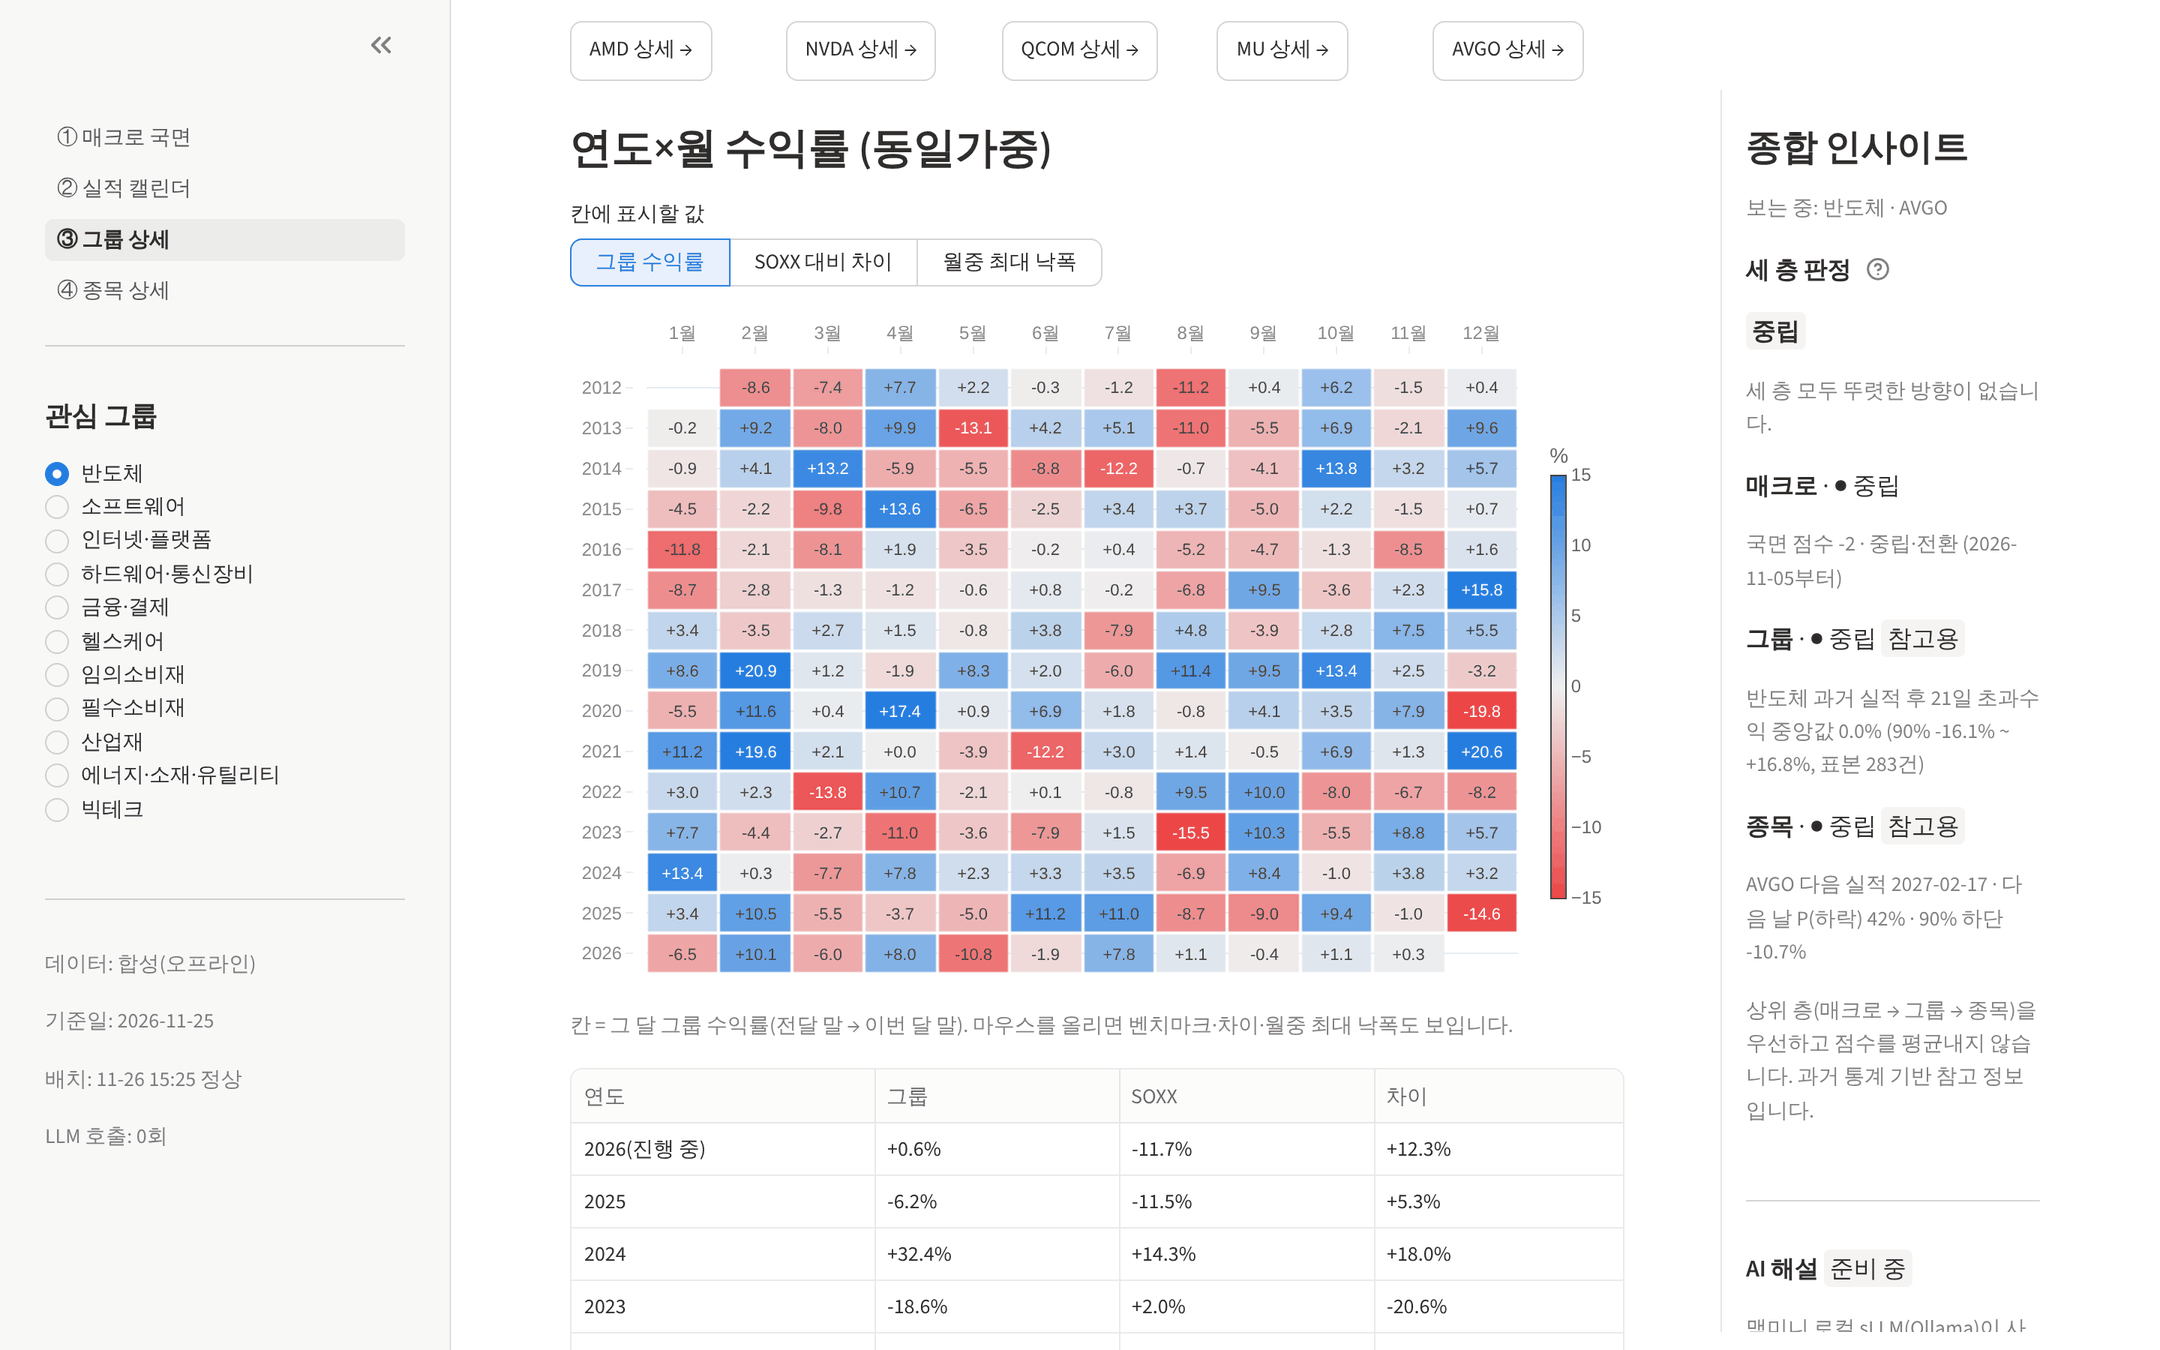 ① 매크로 국면
② 실적 캘린더
③ 그룹 상세
④ 종목 상세
관심 그룹
반도체
소프트웨어
인터넷·플랫폼
하드웨어·통신장비
금융·결제
헬스케어
임의소비재
필수소비재
산업재
에너지·소재·유틸리티
빅테크
데이터: 합성(오프라인)
기준일: 2026-11-25
배치: 11-26 15:25 정상
LLM 호출: 0회
AMD 상세 → NVDA 상세 → QCOM 상세 → MU 상세 → AVGO 상세 →
연도×월 수익률 (동일가중)
칸에 표시할 값
그룹 수익률 SOXX 대비 차이 월중 최대 낙폭
1월 2월 3월 4월 5월 6월 7월 8월 9월 10월 11월 12월
2012 -8.6 -7.4 +7.7 +2.2 -0.3 -1.2 -11.2 +0.4 +6.2 -1.5 +0.4
2013 -0.2 +9.2 -8.0 +9.9 -13.1 +4.2 +5.1 -11.0 -5.5 +6.9 -2.1 +9.6
2014 -0.9 +4.1 +13.2 -5.9 -5.5 -8.8 -12.2 -0.7 -4.1 +13.8 +3.2 +5.7
2015 -4.5 -2.2 -9.8 +13.6 -6.5 -2.5 +3.4 +3.7 -5.0 +2.2 -1.5 +0.7
2016 -11.8 -2.1 -8.1 +1.9 -3.5 -0.2 +0.4 -5.2 -4.7 -1.3 -8.5 +1.6
2017 -8.7 -2.8 -1.3 -1.2 -0.6 +0.8 -0.2 -6.8 +9.5 -3.6 +2.3 +15.8
2018 +3.4 -3.5 +2.7 +1.5 -0.8 +3.8 -7.9 +4.8 -3.9 +2.8 +7.5 +5.5
2019 +8.6 +20.9 +1.2 -1.9 +8.3 +2.0 -6.0 +11.4 +9.5 +13.4 +2.5 -3.2
2020 -5.5 +11.6 +0.4 +17.4 +0.9 +6.9 +1.8 -0.8 +4.1 +3.5 +7.9 -19.8
2021 +11.2 +19.6 +2.1 +0.0 -3.9 -12.2 +3.0 +1.4 -0.5 +6.9 +1.3 +20.6
2022 +3.0 +2.3 -13.8 +10.7 -2.1 +0.1 -0.8 +9.5 +10.0 -8.0 -6.7 -8.2
2023 +7.7 -4.4 -2.7 -11.0 -3.6 -7.9 +1.5 -15.5 +10.3 -5.5 +8.8 +5.7
2024 +13.4 +0.3 -7.7 +7.8 +2.3 +3.3 +3.5 -6.9 +8.4 -1.0 +3.8 +3.2
2025 +3.4 +10.5 -5.5 -3.7 -5.0 +11.2 +11.0 -8.7 -9.0 +9.4 -1.0 -14.6
2026 -6.5 +10.1 -6.0 +8.0 -10.8 -1.9 +7.8 +1.1 -0.4 +1.1 +0.3
%
15
10
5
0
−5
−10
−15
칸 = 그 달 그룹 수익률(전달 말 → 이번 달 말). 마우스를 올리면 벤치마크·차이·월중 최대 낙폭도 보입니다.
연도 그룹 SOXX 차이
2026(진행 중) +0.6% -11.7% +12.3%
2025 -6.2% -11.5% +5.3%
2024 +32.4% +14.3% +18.0%
2023 -18.6% +2.0% -20.6%
종합 인사이트
보는 중: 반도체 · AVGO
세 층 판정
중립
세 층 모두 뚜렷한 방향이 없습니
다.
매크로 · ● 중립
국면 점수 -2 · 중립·전환 (2026-
11-05부터)
그룹 · ● 중립 참고용
반도체 과거 실적 후 21일 초과수
익 중앙값 0.0% (90% -16.1% ~
+16.8%, 표본 283건)
종목 · ● 중립 참고용
AVGO 다음 실적 2027-02-17 · 다
음 날 P(하락) 42% · 90% 하단
-10.7%
상위 층(매크로 → 그룹 → 종목)을
우선하고 점수를 평균내지 않습
니다. 과거 통계 기반 참고 정보
입니다.
AI 해설 준비 중
맥미니 로컬 sLLM(Ollama)이 사